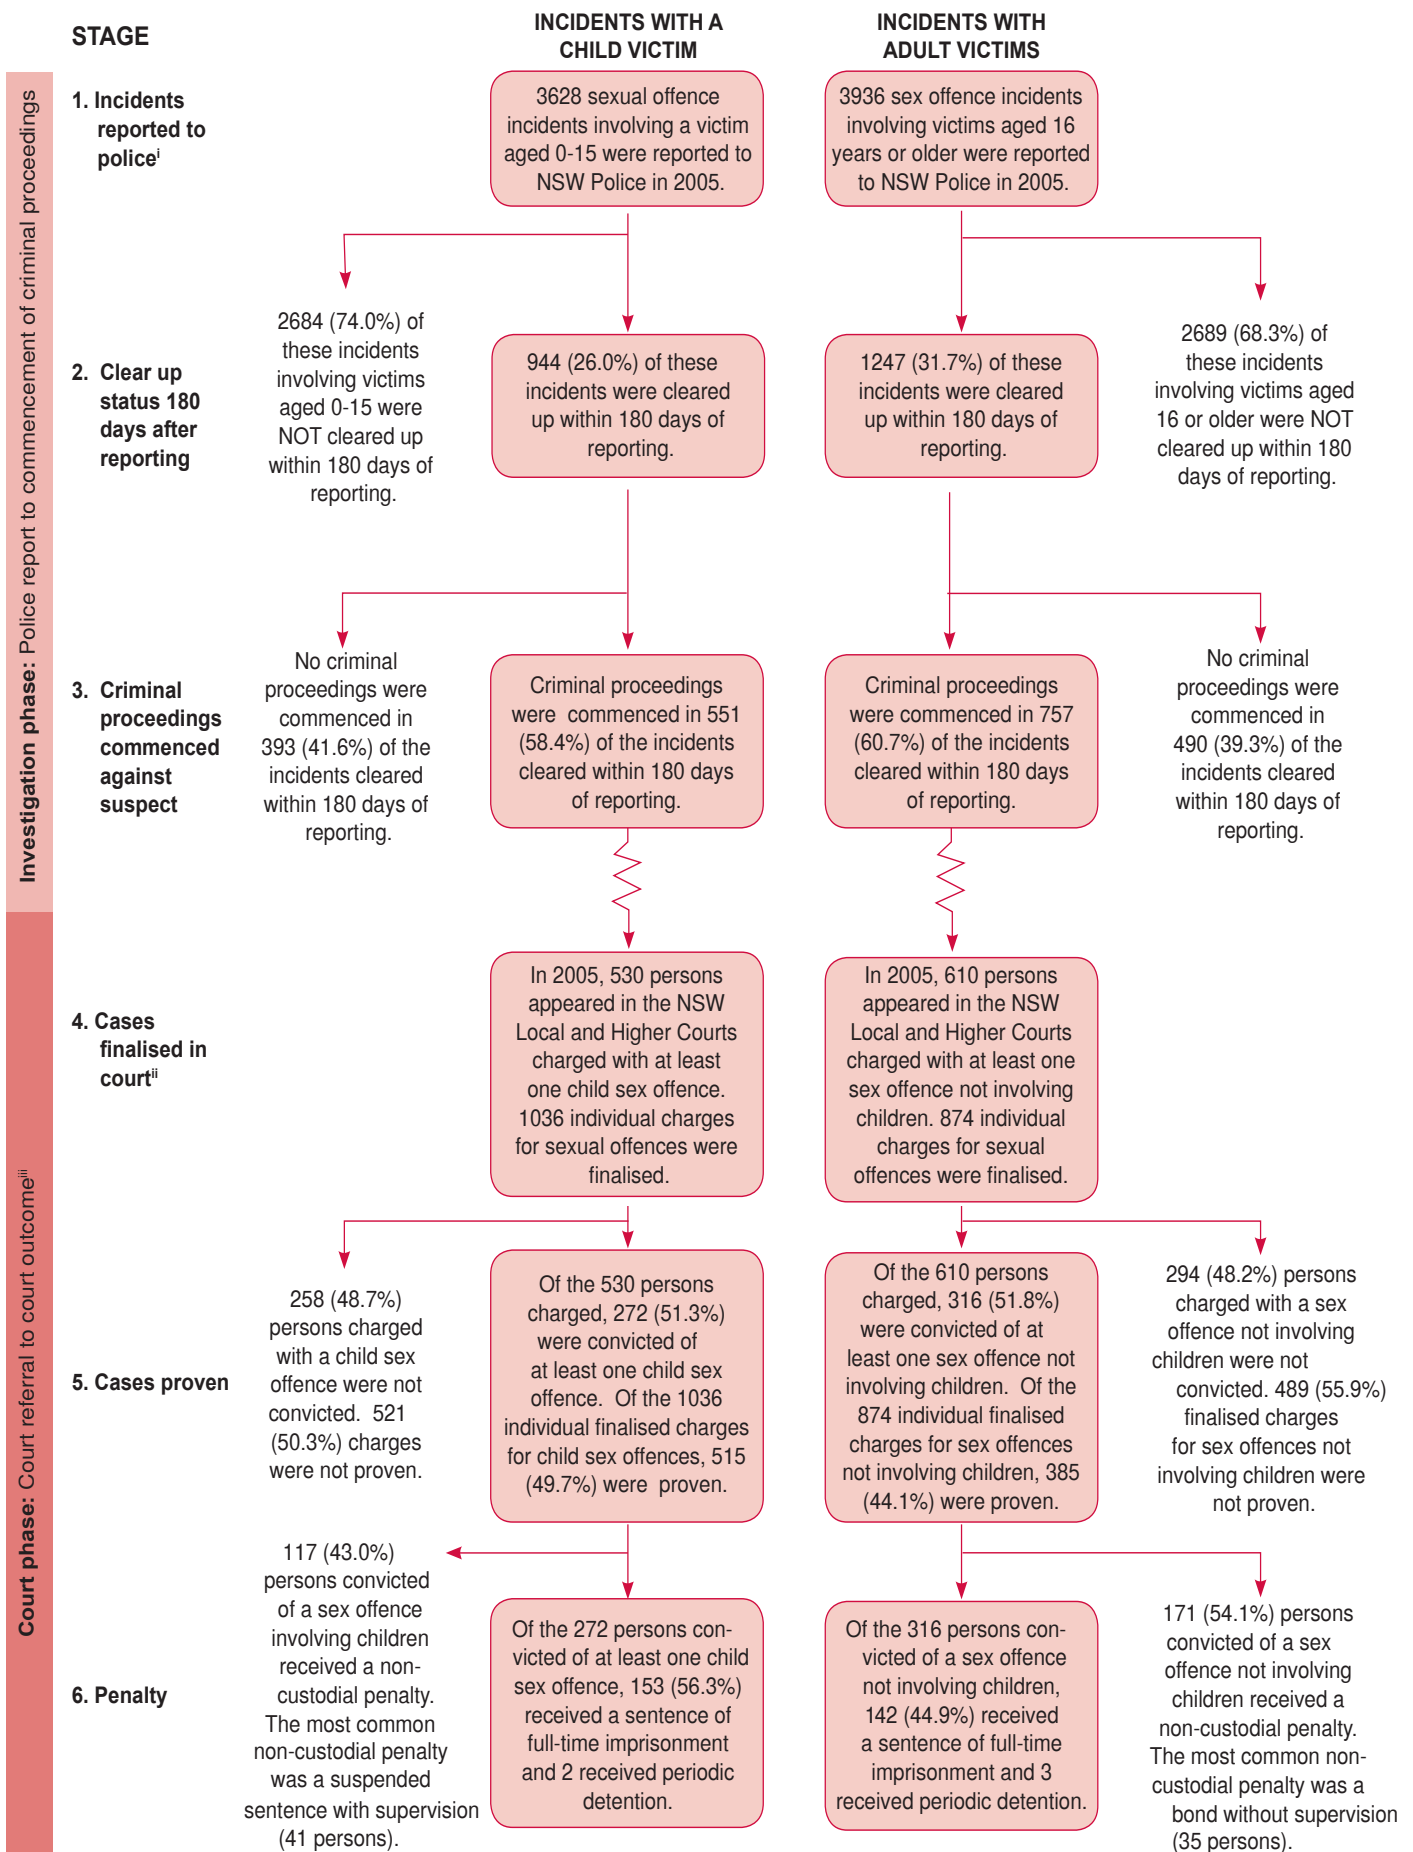 STAGE
INCIDENTS WITH A
CHILD VICTIM
INCIDENTS WITH
ADULT VICTIMS
Investigation phase: Police report to commencement of criminal proceedings
1. Incidents
reported to
policeⁱ
3628 sexual offence
incidents involving a victim
aged 0-15 were reported to
NSW Police in 2005.
3936 sex offence incidents
involving victims aged 16
years or older were reported
to NSW Police in 2005.
2. Clear up
status 180
days after
reporting
2684 (74.0%) of
these incidents
involving victims
aged 0-15 were
NOT cleared up
within 180 days of
reporting.
944 (26.0%) of these
incidents were cleared
up within 180 days of
reporting.
1247 (31.7%) of these
incidents were cleared
up within 180 days of
reporting.
2689 (68.3%) of
these incidents
involving victims aged
16 or older were NOT
cleared up within 180
days of reporting.
3. Criminal
proceedings
commenced
against
suspect
No criminal
proceedings were
commenced in
393 (41.6%) of the
incidents cleared
within 180 days of
reporting.
Criminal proceedings
were commenced in 551
(58.4%) of the incidents
cleared within 180 days
of reporting.
Criminal proceedings
were commenced in 757
(60.7%) of the incidents
cleared within 180 days
of reporting.
No criminal
proceedings were
commenced in
490 (39.3%) of the
incidents cleared
within 180 days of
reporting.
Court phase: Court referral to court outcomeⁱⁱⁱ
4. Cases
finalised in
courtⁱⁱ
In 2005, 530 persons
appeared in the NSW
Local and Higher Courts
charged with at least
one child sex offence.
1036 individual charges
for sexual offences were
finalised.
In 2005, 610 persons
appeared in the NSW
Local and Higher Courts
charged with at least one
sex offence not involving
children. 874 individual
charges for sexual
offences were finalised.
5. Cases proven
258 (48.7%)
persons charged
with a child sex
offence were not
convicted. 521
(50.3%) charges
were not proven.
Of the 530 persons
charged, 272 (51.3%)
were convicted of
at least one child sex
offence. Of the 1036
individual finalised charges
for child sex offences, 515
(49.7%) were proven.
Of the 610 persons
charged, 316 (51.8%)
were convicted of at
least one sex offence not
involving children. Of the
874 individual finalised
charges for sex offences
not involving children, 385
(44.1%) were proven.
294 (48.2%) persons
charged with a sex
offence not involving
children were not
convicted. 489 (55.9%)
finalised charges
for sex offences not
involving children were
not proven.
6. Penalty
117 (43.0%)
persons convicted
of a sex offence
involving children
received a non-
custodial penalty.
The most common
non-custodial penalty
was a suspended
sentence with supervision
(41 persons).
Of the 272 persons con-
victed of at least one child
sex offence, 153 (56.3%)
received a sentence of
full-time imprisonment
and 2 received periodic
detention.
Of the 316 persons con-
victed of a sex offence
not involving children,
142 (44.9%) received
a sentence of full-time
imprisonment and 3
received periodic detention.
171 (54.1%) persons
convicted of a sex
offence not involving
children received a
non-custodial penalty.
The most common non-
custodial penalty was a
bond without supervision
(35 persons).